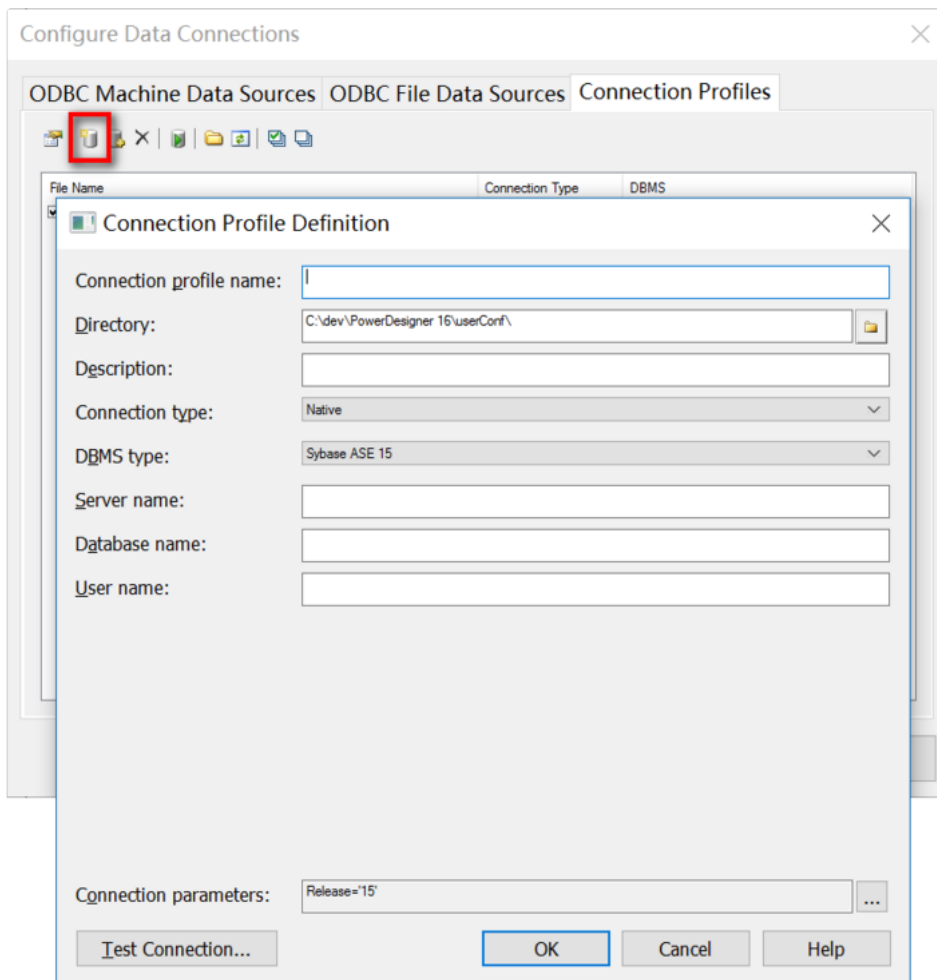 Configure Data Connections
ODBC Machine Data Sources ODBC File Data Sources Connection Profiles
File Name Connection Type DBMS
Connection Profile Definition
Connection profile name:
Directory: C:\dev\PowerDesigner 16\userConf\
Description:
Connection type: Native
DBMS type: Sybase ASE 15
Server name:
Database name:
User name:
Connection parameters: Release='15' ...
Test Connection... OK Cancel Help